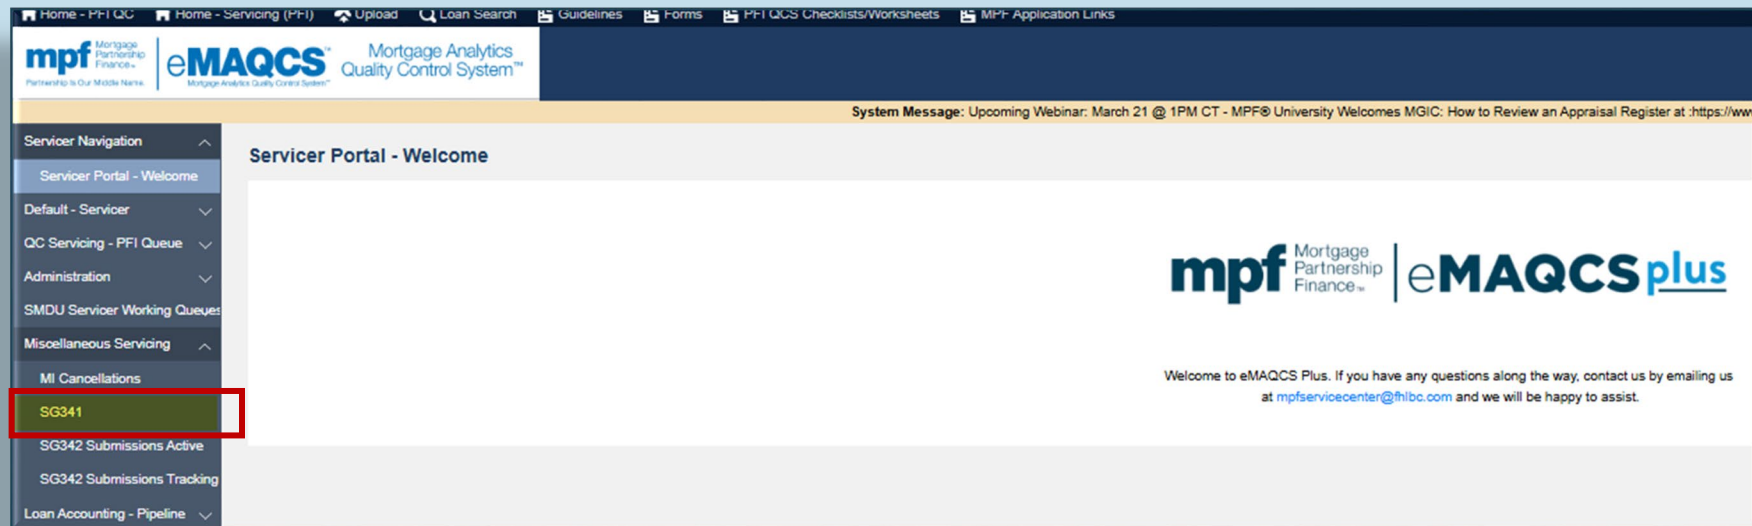 Home - PFI QC Home - Servicing (PFI) Upload Loan Search Guidelines Forms PFI QCS Checklists/Worksheets MPF Application Links
mpf Mortgage Partnership Finance™ eMAQCS™ Mortgage Analytics
Quality Control System™
Partnership Is Our Middle Name. Mortgage Analytics Quality Control System™
System Message: Upcoming Webinar: March 21 @ 1PM CT - MPF® University Welcomes MGIC: How to Review an Appraisal Register at :https://www
Servicer Navigation
Servicer Portal - Welcome
Default - Servicer
QC Servicing - PFI Queue
Administration
SMDU Servicer Working Queues
Miscellaneous Servicing
MI Cancellations
SG341
SG342 Submissions Active
SG342 Submissions Tracking
Loan Accounting - Pipeline
Servicer Portal - Welcome
mpf Mortgage Partnership Finance™ eMAQCS plus
Welcome to eMAQCS Plus. If you have any questions along the way, contact us by emailing us
at mpfservicecenter@fhlbc.com and we will be happy to assist.